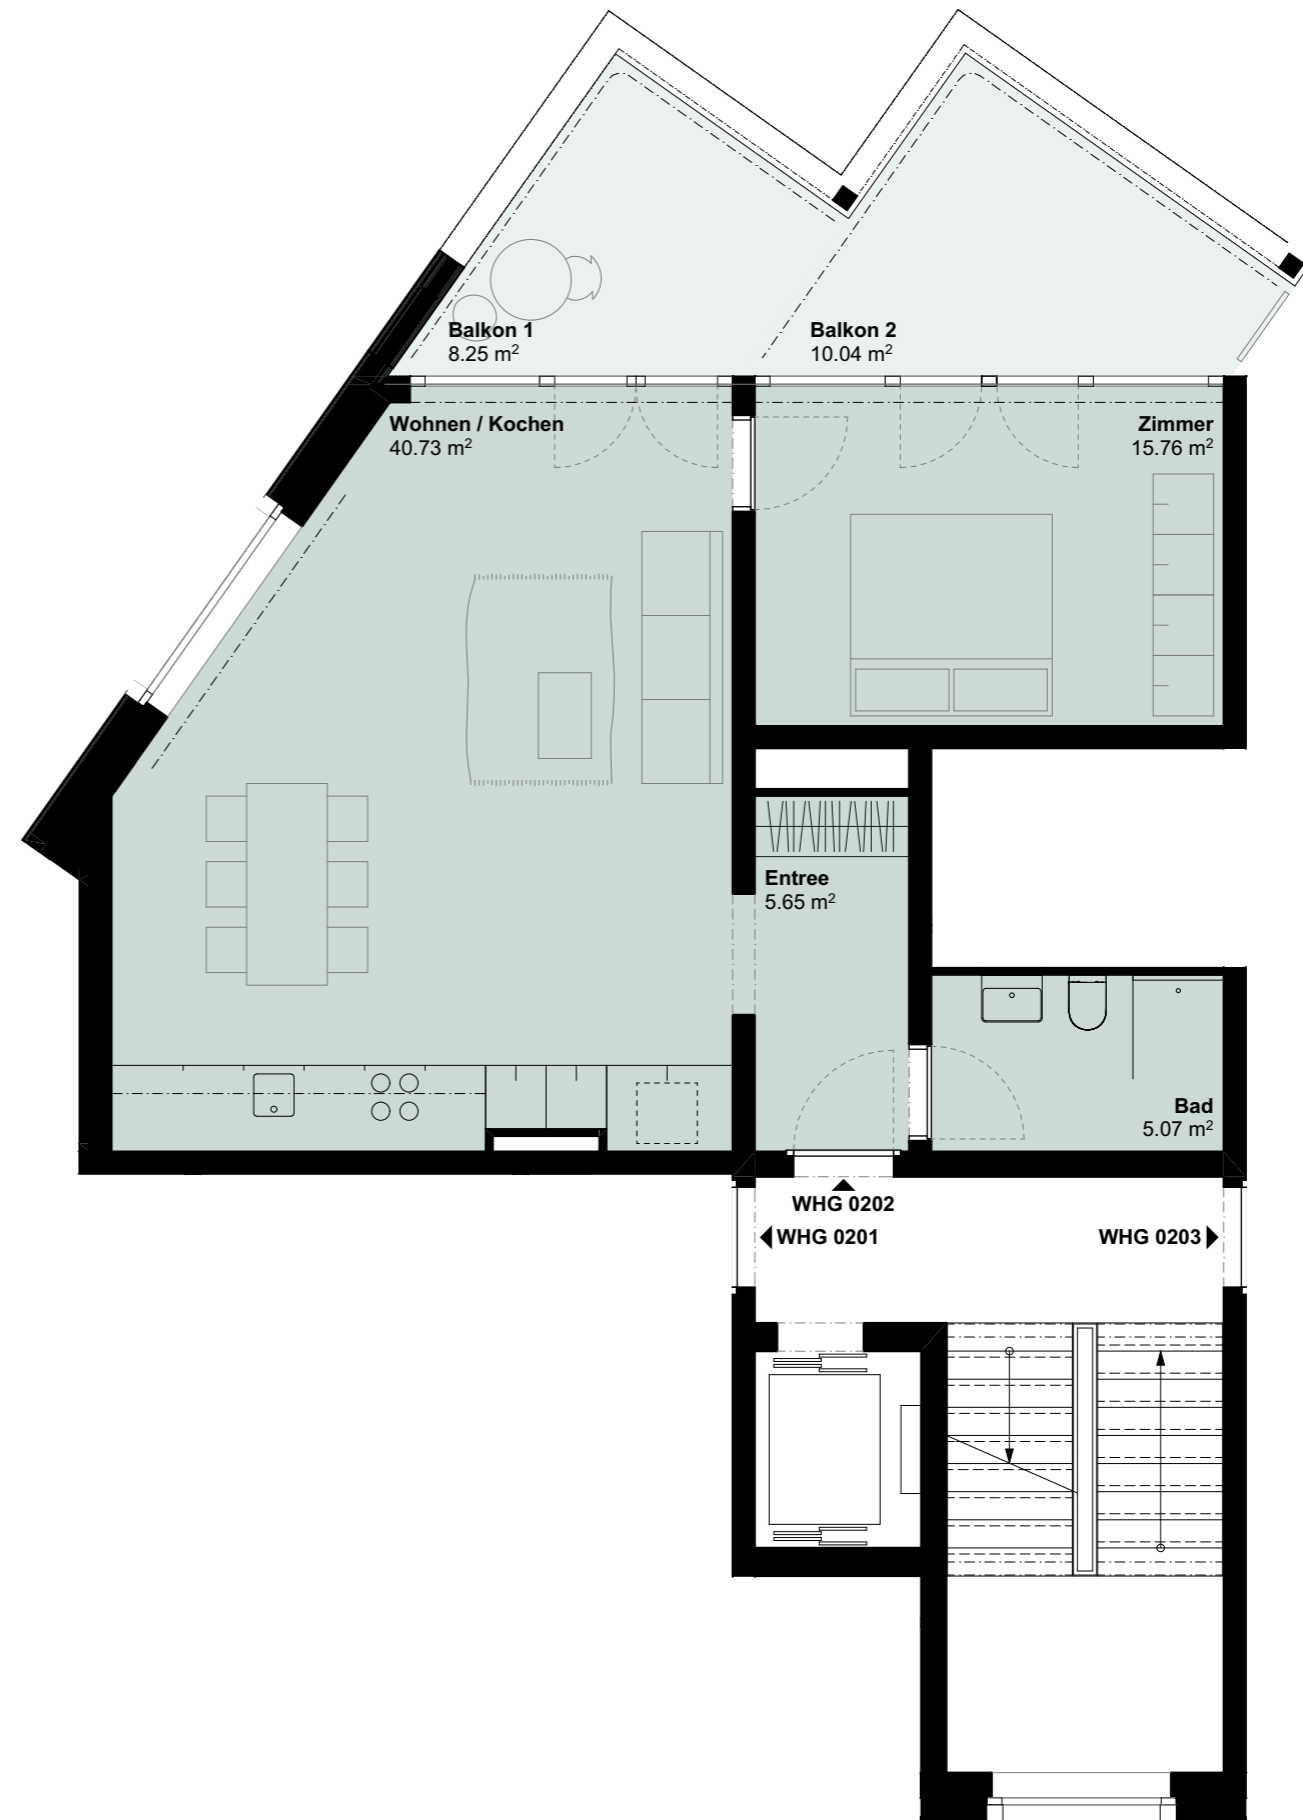 Balkon 1
8.25 m²
Balkon 2
10.04 m²
Wohnen / Kochen
40.73 m²
Zimmer
15.76 m²
Entree
5.65 m²
Bad
5.07 m²
WHG 0202
WHG 0201
WHG 0203